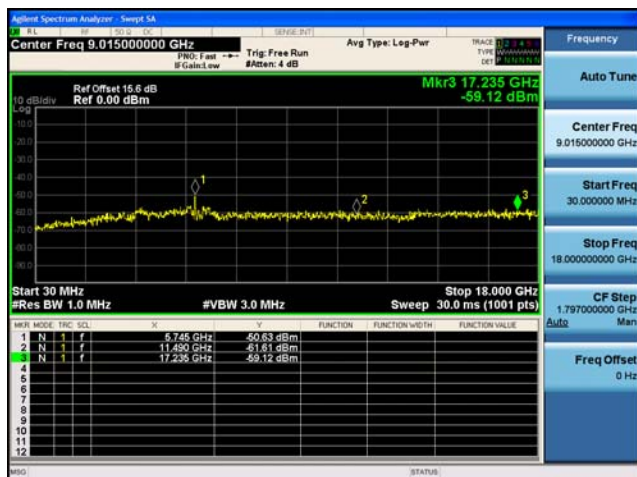 Agilent Spectrum Analyzer - Swept SA
RL RF 50 Ω DC SENSE:INT
Center Freq 9.015000000 GHz
PNO: Fast
IFGain:Low
Trig: Free Run
#Atten: 4 dB
Avg Type: Log-Pwr
TRACE 1 2 3 4 5 6
TYPE
DET P N N N N N
Ref Offset 15.6 dB
10 dB/div Ref 0.00 dBm
Log
Mkr3 17.235 GHz
-59.12 dBm
-10.0
-20.0
-30.0
-40.0
-50.0
-60.0
-70.0
-80.0
-90.0
1
2
3
Start 30 MHz Stop 18.000 GHz
#Res BW 1.0 MHz #VBW 3.0 MHz Sweep 30.0 ms (1001 pts)
MKR MODE TRC SCL X Y FUNCTION FUNCTION WIDTH FUNCTION VALUE
1 N 1 f 5.745 GHz -50.63 dBm
2 N 1 f 11.490 GHz -61.61 dBm
3 N 1 f 17.235 GHz -59.12 dBm
4
5
6
7
8
9
10
11
12
MSG STATUS
Frequency
Auto Tune
Center Freq
9.015000000 GHz
Start Freq
30.000000 MHz
Stop Freq
18.000000000 GHz
CF Step
1.797000000 GHz
Auto Man
Freq Offset
0 Hz